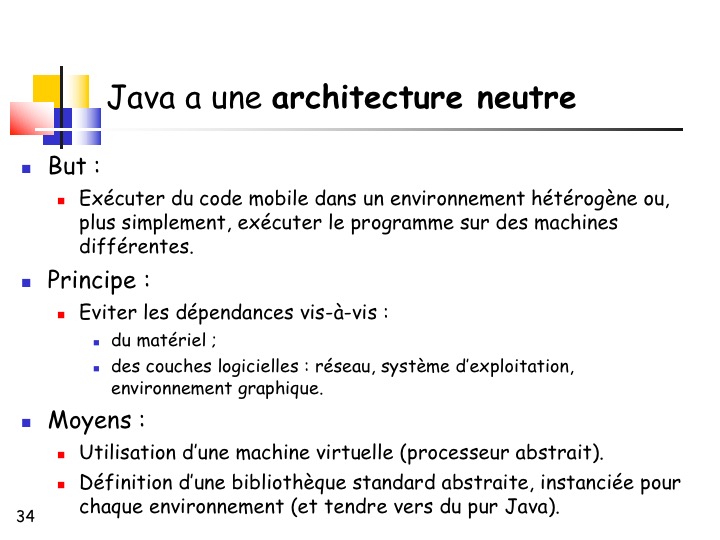 Java a une architecture neutre
But :
Exécuter du code mobile dans un environnement hétérogène ou,
plus simplement, exécuter le programme sur des machines
différentes.
Principe :
Eviter les dépendances vis-à-vis :
du matériel ;
des couches logicielles : réseau, système d'exploitation,
environnement graphique.
Moyens :
Utilisation d'une machine virtuelle (processeur abstrait).
Définition d'une bibliothèque standard abstraite, instanciée pour
chaque environnement (et tendre vers du pur Java).
34